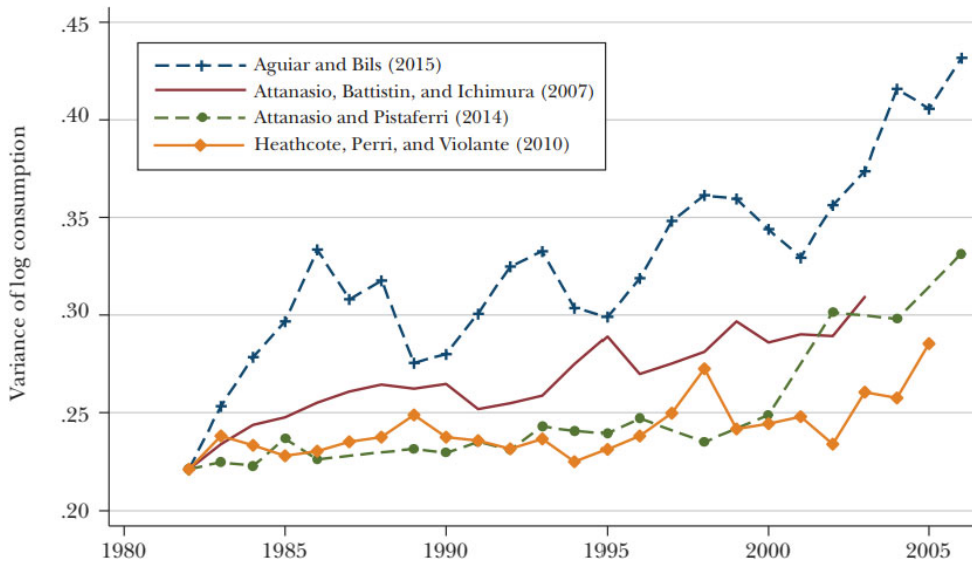 .45
.40
.35
.30
.25
.20
Variance of log consumption
Aguiar and Bils (2015)
Attanasio, Battistin, and Ichimura (2007)
Attanasio and Pistaferri (2014)
Heathcote, Perri, and Violante (2010)
1980
1985
1990
1995
2000
2005